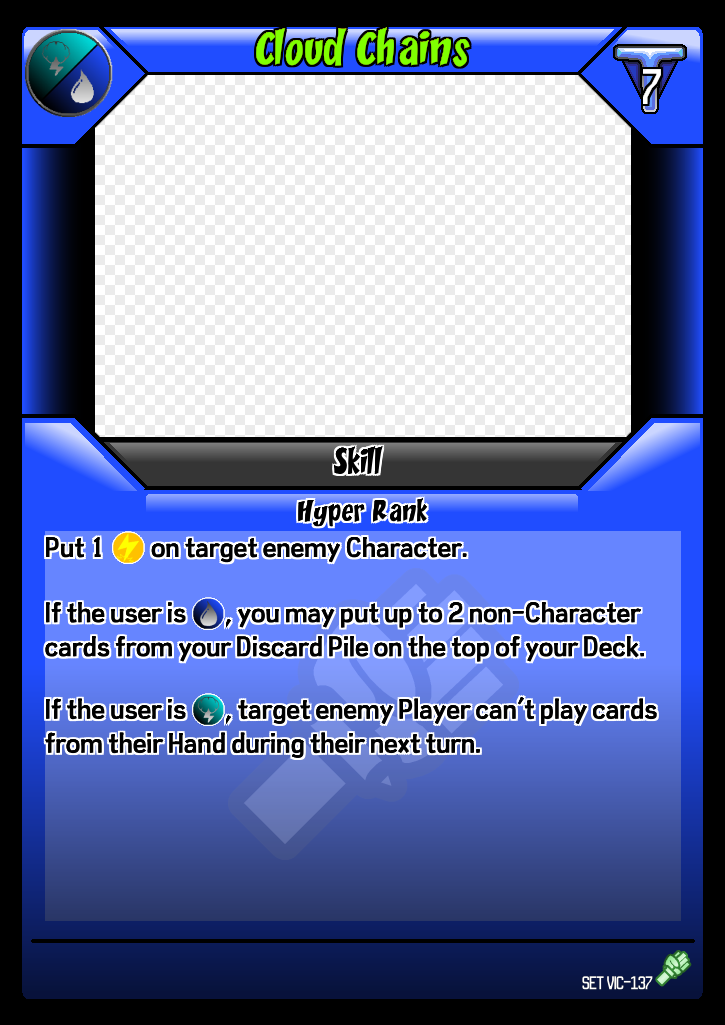 Cloud Chains
7
Skill
Hyper Rank
Put 1 on target enemy Character.
If the user is , you may put up to 2 non-Character
cards from your Discard Pile on the top of your Deck.
If the user is , target enemy Player can't play cards
from their Hand during their next turn.
SET VIC-137